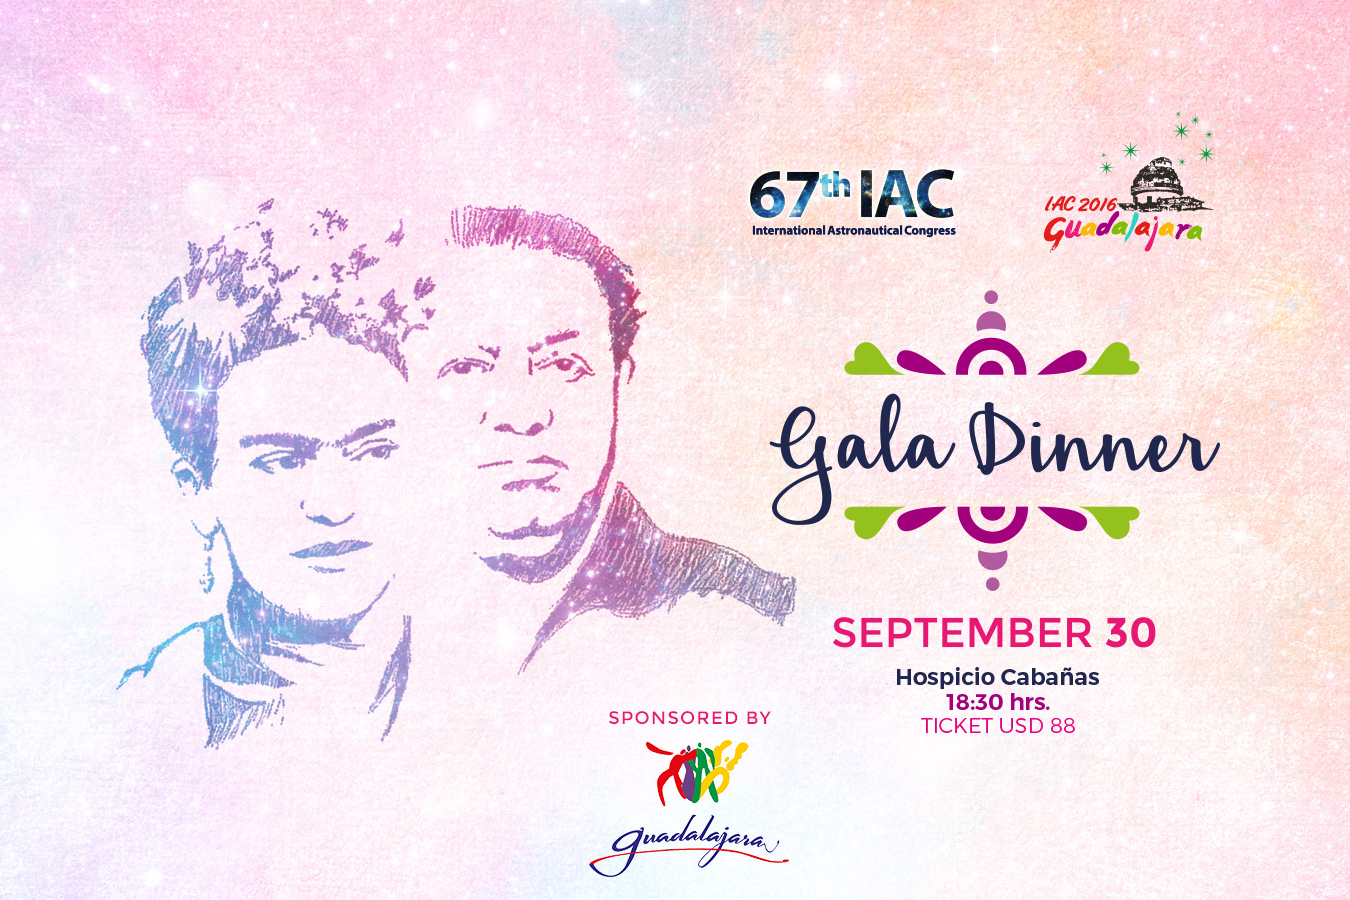 67th IAC
International Astronautical Congress
IAC 2016
Guadalajara
Gala Dinner
SEPTEMBER 30
Hospicio Cabañas
18:30 hrs.
TICKET USD 88
SPONSORED BY
guadalajara